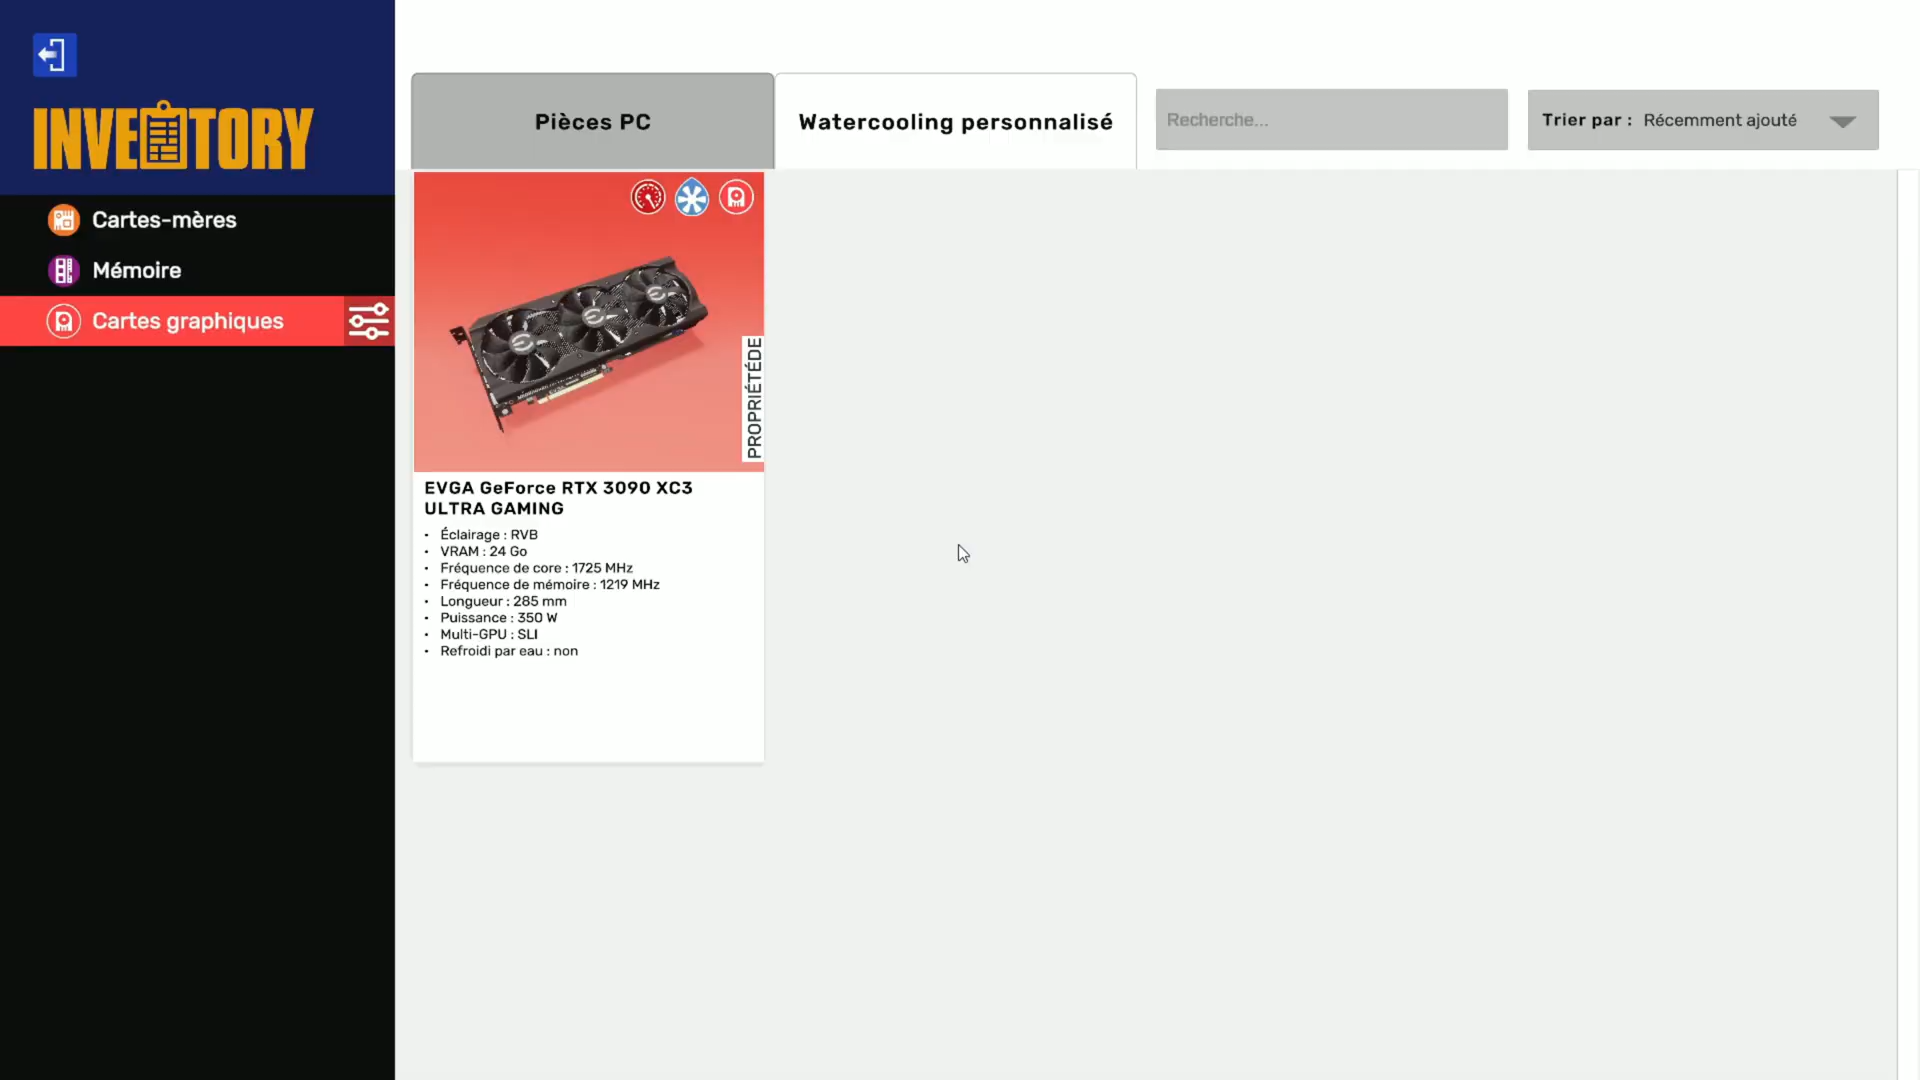 INVENTORY
Cartes-mères
Mémoire
Cartes graphiques
Pièces PC
Watercooling personnalisé
Recherche...
Trier par : Récemment ajouté
PROPRIÉTÉDE
EVGA GeForce RTX 3090 XC3
ULTRA GAMING
• Éclairage : RVB
• VRAM : 24 Go
• Fréquence de core : 1725 MHz
• Fréquence de mémoire : 1219 MHz
• Longueur : 285 mm
• Puissance : 350 W
• Multi-GPU : SLI
• Refroidi par eau : non